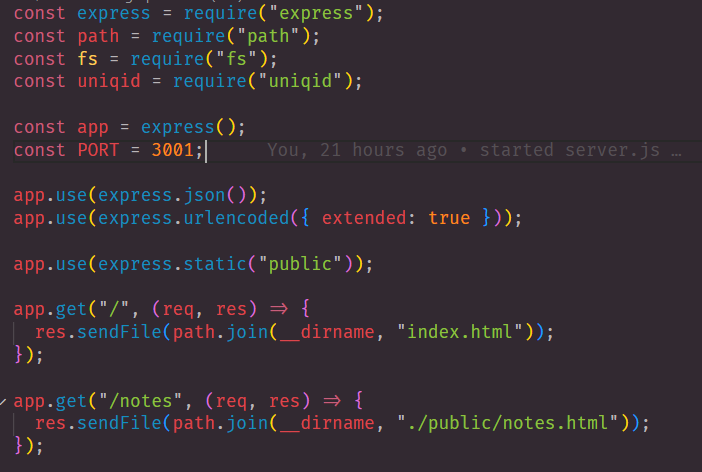 const express = require("express");
const path = require("path");
const fs = require("fs");
const uniqid = require("uniqid");
const app = express();
const PORT = 3001; You, 21 hours ago • started server.js …
app.use(express.json());
app.use(express.urlencoded({ extended: true }));
app.use(express.static("public"));
app.get("/", (req, res) => {
  res.sendFile(path.join(__dirname, "index.html"));
});
app.get("/notes", (req, res) => {
  res.sendFile(path.join(__dirname, "./public/notes.html"));
});